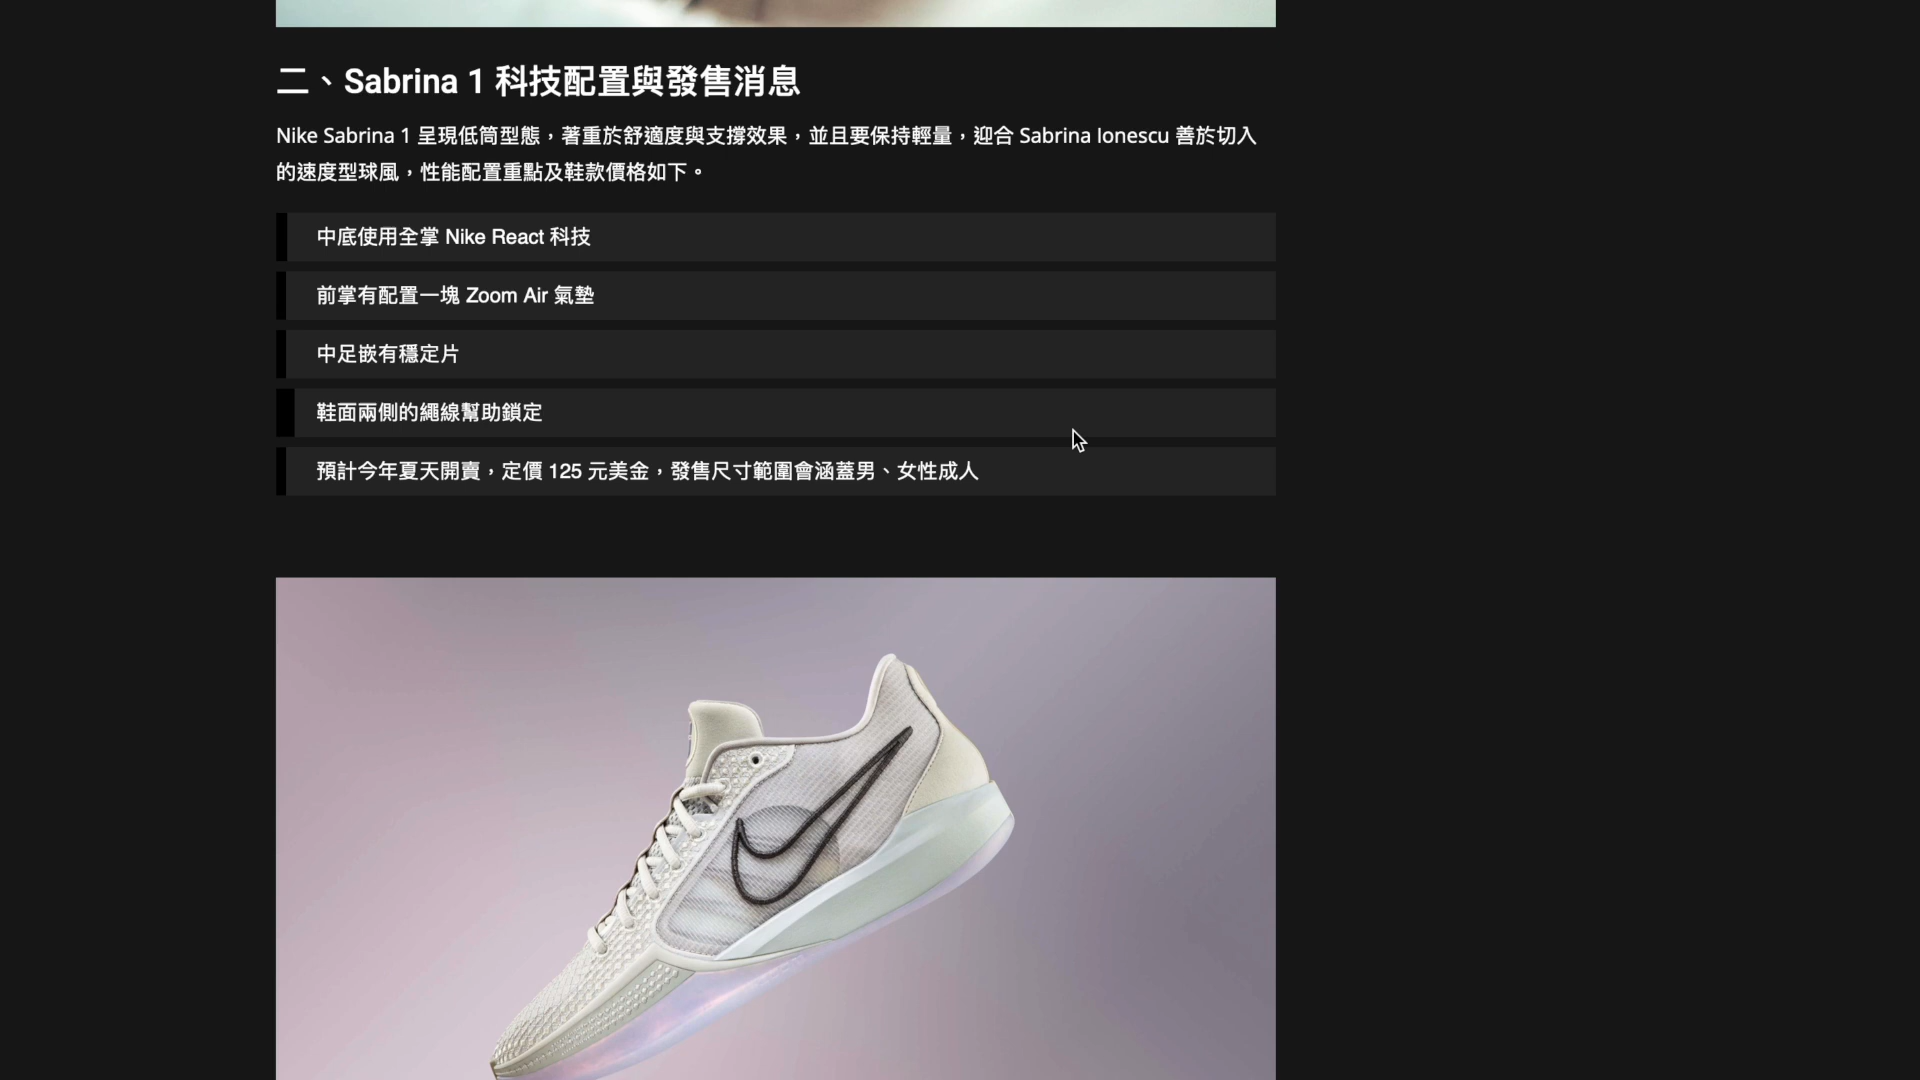 二、Sabrina 1 科技配置與發售消息
Nike Sabrina 1 呈現低筒型態，著重於舒適度與支撐效果，並且要保持輕量，迎合 Sabrina Ionescu 善於切入
的速度型球風，性能配置重點及鞋款價格如下。
中底使用全掌 Nike React 科技
前掌有配置一塊 Zoom Air 氣墊
中足嵌有穩定片
鞋面兩側的繩線幫助鎖定
預計今年夏天開賣，定價 125 元美金，發售尺寸範圍會涵蓋男、女性成人